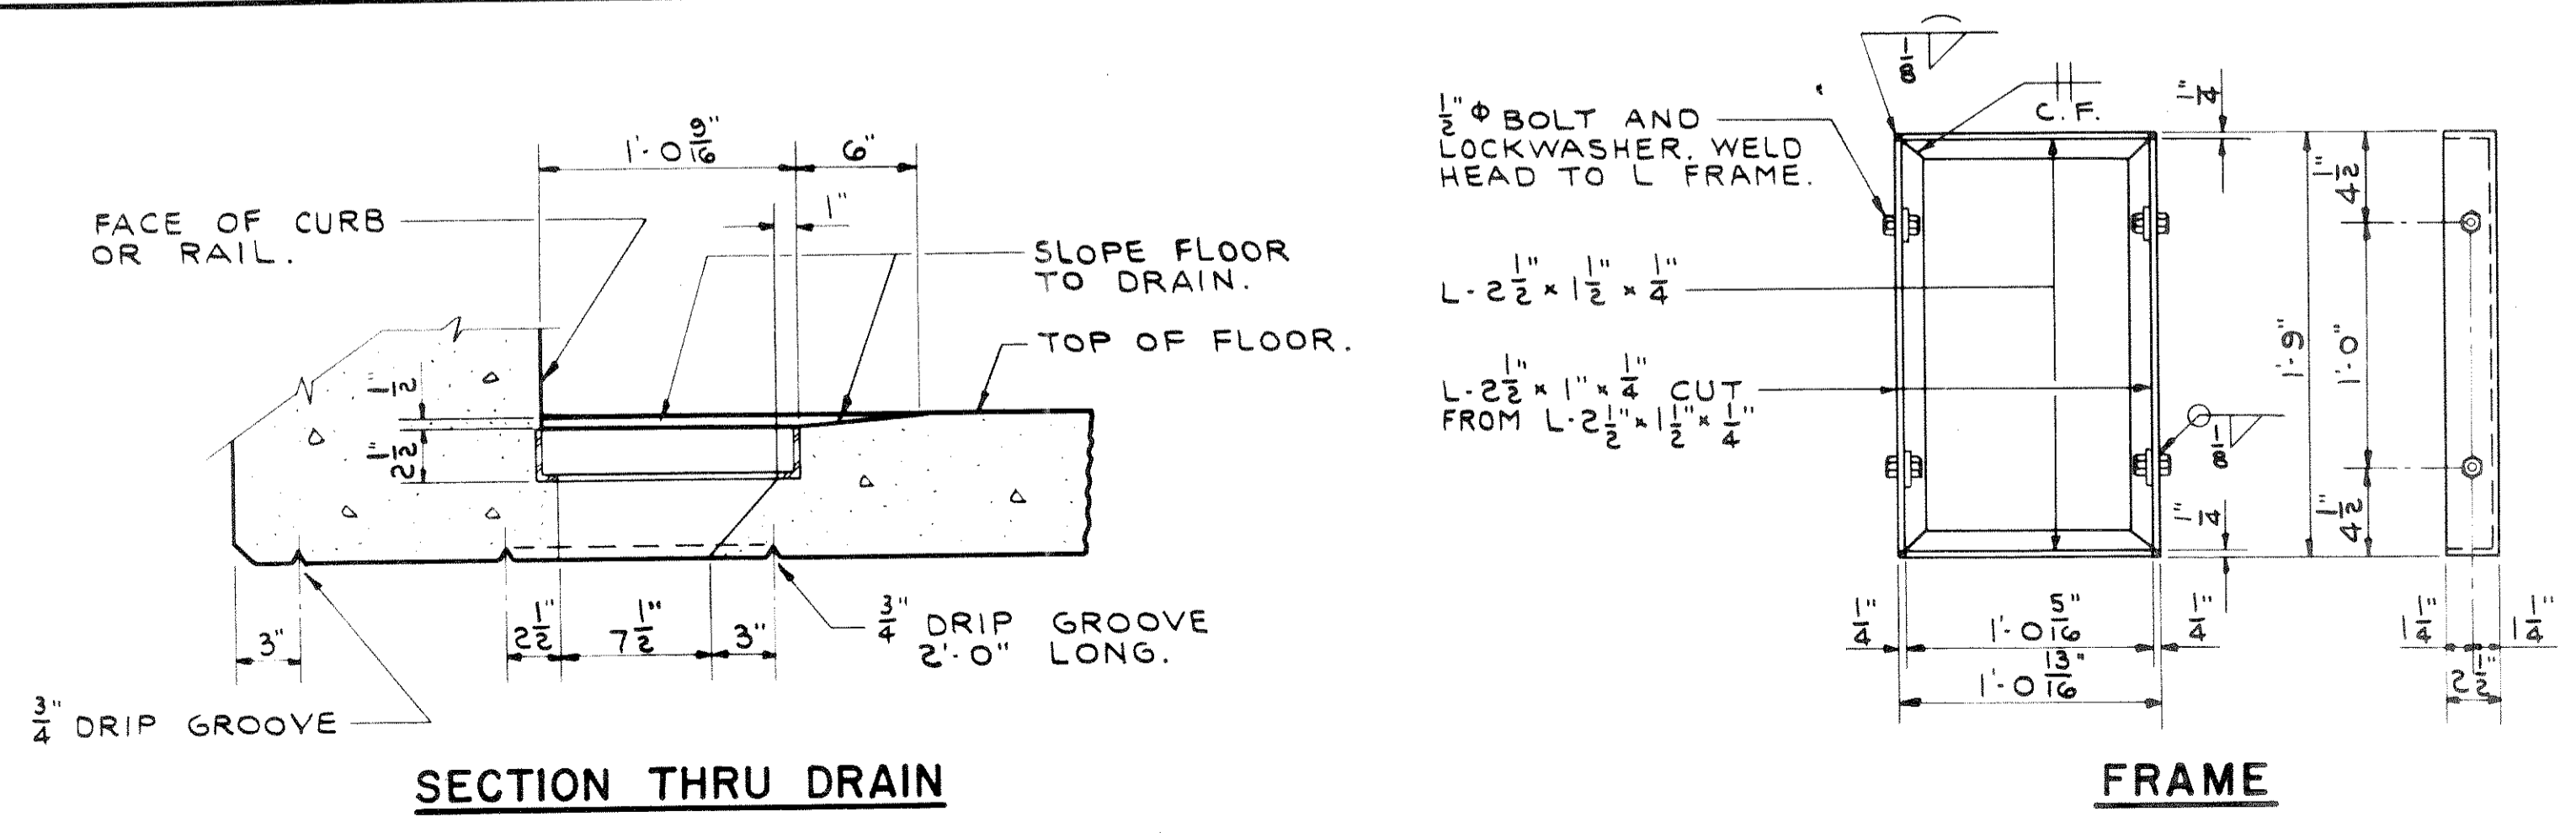 1'-0 9/16"
6"
1"
FACE OF CURB
OR RAIL.
SLOPE FLOOR
TO DRAIN.
TOP OF FLOOR.
1/2"
2 1/2"
3"
2 1/2"
7 1/2"
3"
3/4" DRIP GROOVE
2'-0" LONG.
3/4" DRIP GROOVE
SECTION THRU DRAIN
1/8
C.F.
1/4"
1/2" Φ BOLT AND
LOCKWASHER. WELD
HEAD TO L FRAME.
L-2 1/2" x 1 1/2" x 1/4"
L-2 1/2" x 1" x 1/4" CUT
FROM L-2 1/2" x 1 1/2" x 1/4"
1/8
1/4"
1'-9"
4 1/2"
1'-0"
4 1/2"
1/4"
1'-0 5/16"
1/4"
1'-0 13/16"
1 1/4"
1 1/4"
2 1/2"
FRAME